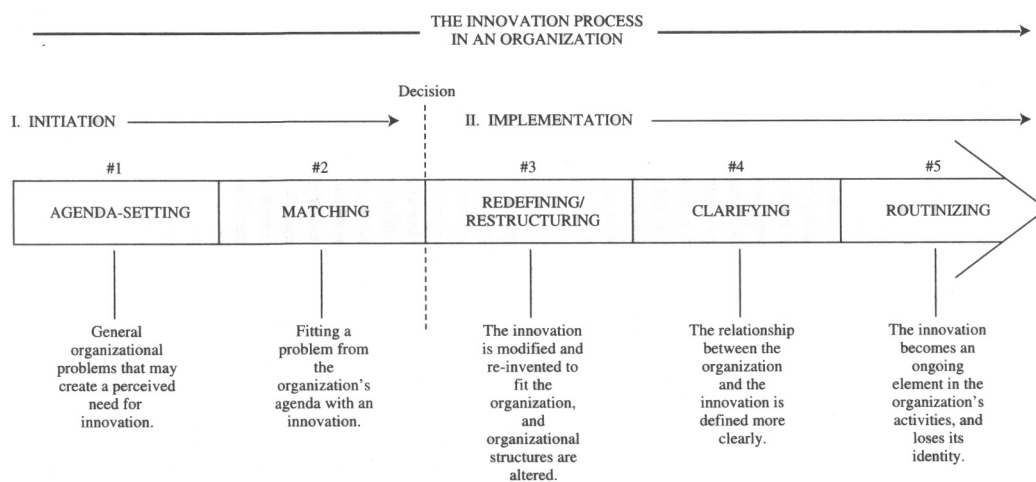 THE INNOVATION PROCESS
IN AN ORGANIZATION
Decision
I. INITIATION
II. IMPLEMENTATION
#1
#2
#3
#4
#5
AGENDA-SETTING
MATCHING
REDEFINING/
RESTRUCTURING
CLARIFYING
ROUTINIZING
General
organizational
problems that may
create a perceived
need for
innovation.
Fitting a
problem from
the
organization's
agenda with an
innovation.
The innovation
is modified and
re-invented to
fit the
organization,
and
organizational
structures are
altered.
The relationship
between the
organization
and the
innovation is
defined more
clearly.
The innovation
becomes an
ongoing
element in the
organization's
activities, and
loses its
identity.